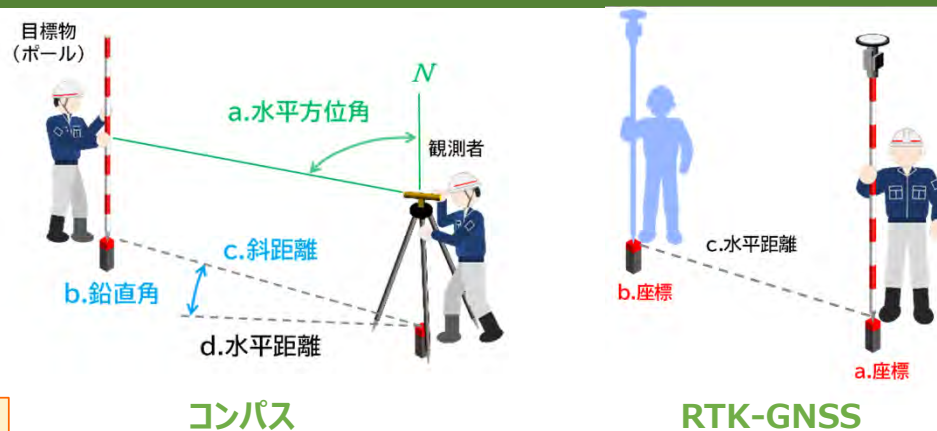 目標物
（ポール）
N
a.水平方位角
観測者
c.斜距離
b.鉛直角
d.水平距離
コンパス
c.水平距離
b.座標
a.座標
RTK-GNSS